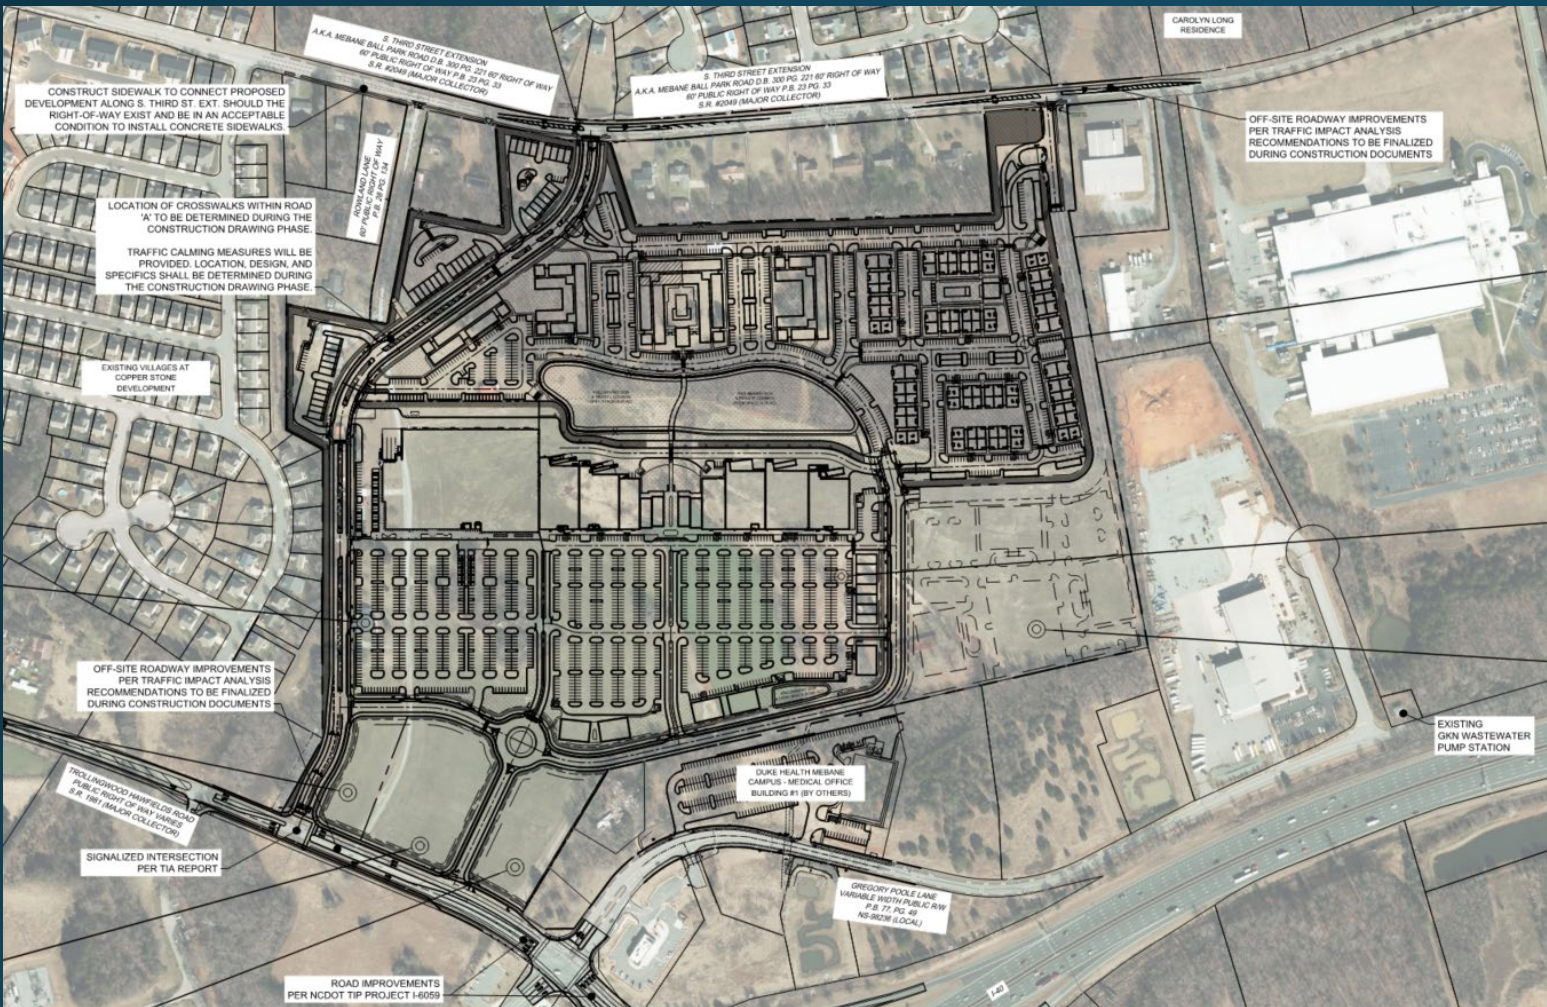 S. THIRD STREET EXTENSION
A.K.A. MEBANE BALL PARK ROAD D.B. 300 PG. 221 60' RIGHT OF WAY
60' PUBLIC RIGHT OF WAY P.B. 23 PG. 33
S.R. #2049 (MAJOR COLLECTOR)
S. THIRD STREET EXTENSION
A.K.A. MEBANE BALL PARK ROAD D.B. 300 PG. 221 60' RIGHT OF WAY
60' PUBLIC RIGHT OF WAY P.B. 23 PG. 33
S.R. #2049 (MAJOR COLLECTOR)
CAROLYN LONG
RESIDENCE
CONSTRUCT SIDEWALK TO CONNECT PROPOSED
DEVELOPMENT ALONG S. THIRD ST. EXT. SHOULD THE
RIGHT-OF-WAY EXIST AND BE IN AN ACCEPTABLE
CONDITION TO INSTALL CONCRETE SIDEWALKS.
OFF-SITE ROADWAY IMPROVEMENTS
PER TRAFFIC IMPACT ANALYSIS
RECOMMENDATIONS TO BE FINALIZED
DURING CONSTRUCTION DOCUMENTS
ROWLAND LANE
60' PUBLIC RIGHT OF WAY
P.B. 26 PG. 134
LOCATION OF CROSSWALKS WITHIN ROAD
'A' TO BE DETERMINED DURING THE
CONSTRUCTION DRAWING PHASE.
TRAFFIC CALMING MEASURES WILL BE
PROVIDED. LOCATION, DESIGN, AND
SPECIFICS SHALL BE DETERMINED DURING
THE CONSTRUCTION DRAWING PHASE.
EXISTING VILLAGES AT
COPPER STONE
DEVELOPMENT
OFF-SITE ROADWAY IMPROVEMENTS
PER TRAFFIC IMPACT ANALYSIS
RECOMMENDATIONS TO BE FINALIZED
DURING CONSTRUCTION DOCUMENTS
EXISTING
GKN WASTEWATER
PUMP STATION
TROLLINGWOOD HAWFIELDS ROAD
PUBLIC RIGHT OF WAY VARIES
S.R. 1981 (MAJOR COLLECTOR)
DUKE HEALTH MEBANE
CAMPUS - MEDICAL OFFICE
BUILDING #1 (BY OTHERS)
SIGNALIZED INTERSECTION
PER TIA REPORT
GREGORY POOLE LANE
VARIABLE WIDTH PUBLIC R/W
P.B. 77, PG. 49
NS-98236 (LOCAL)
ROAD IMPROVEMENTS
PER NCDOT TIP PROJECT I-6059
I-40